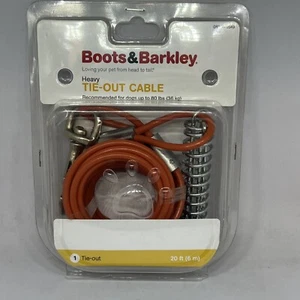 Boots&Barkley
Loving your pet from head to tail.
Heavy
TIE-OUT CABLE
Recommended for dogs up to 80 lbs (36 kg)
1 Tie-out
20 ft (6 m)